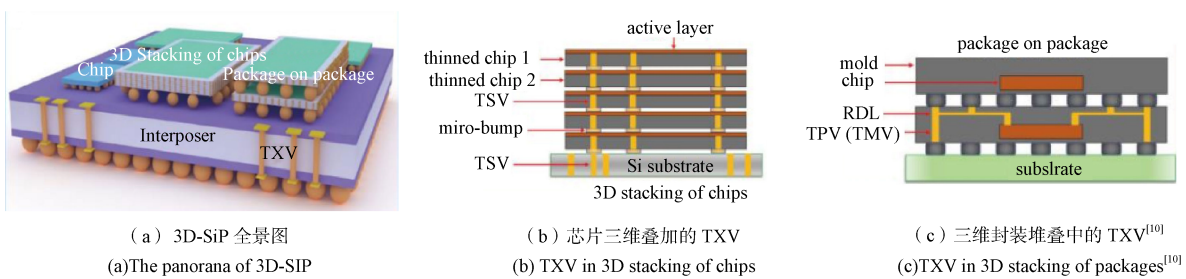 3D Stacking of chips
Chip
Package on package
Interposer
TXV
(a) 3D-SiP 全景图
(a)The panorana of 3D-SIP
active layer
thinned chip 1
thinned chip 2
TSV
miro-bump
TSV
Si substrate
3D stacking of chips
(b)芯片三维叠加的 TXV
(b) TXV in 3D stacking of chips
package on package
mold
chip
RDL
TPV (TMV)
subslrate
(c)三维封装堆叠中的 TXV[10]
(c)TXV in 3D stacking of packages[10]